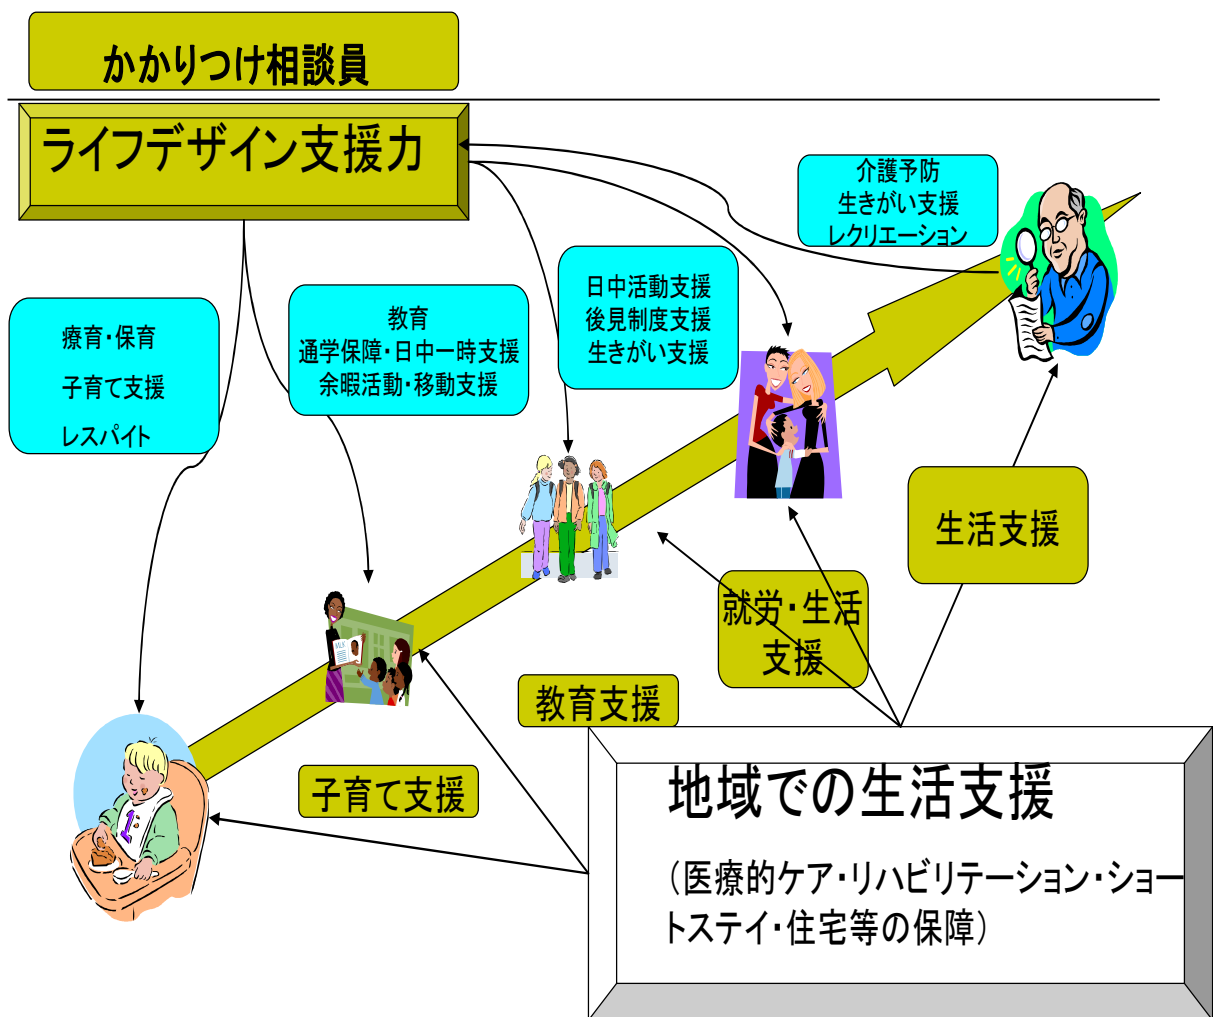 かかりつけ相談員
ライフデザイン支援力
介護予防
生きがい支援
レクリエーション
日中活動支援
後見制度支援
生きがい支援
教育
通学保障・日中一時支援
余暇活動・移動支援
療育・保育
子育て支援
レスパイト
生活支援
就労・生活
支援
教育支援
子育て支援
地域での生活支援
（医療的ケア・リハビリテーション・ショー
トステイ・住宅等の保障）